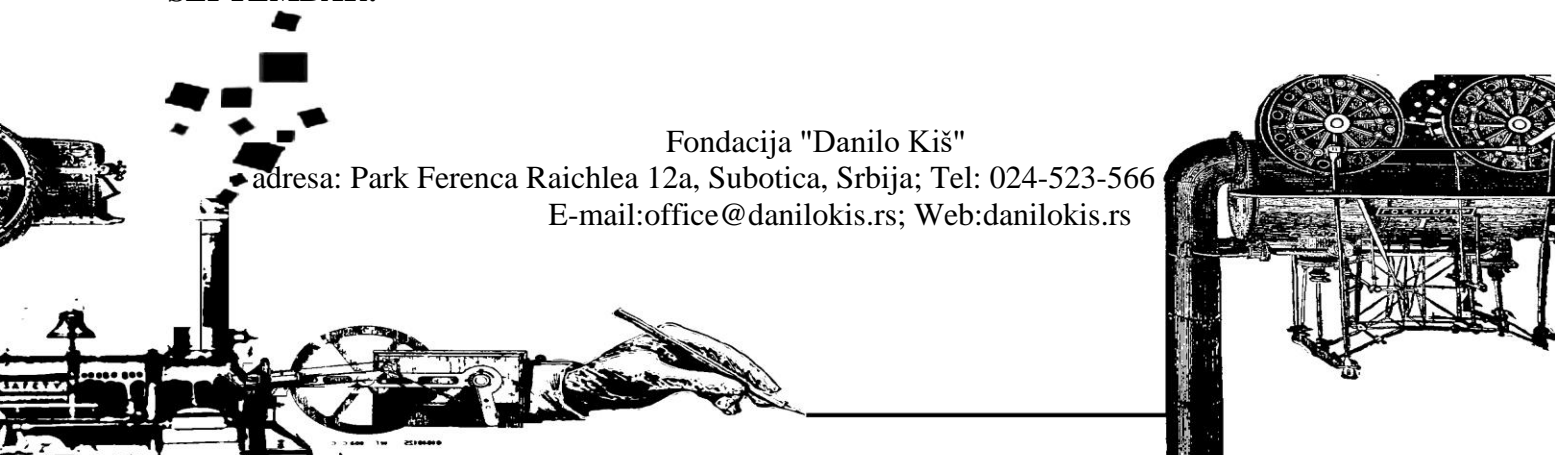 Fondacija "Danilo Kiš"
adresa: Park Ferenca Raichlea 12a, Subotica, Srbija; Tel: 024-523-566
E-mail:office@danilokis.rs; Web:danilokis.rs
SAFETY